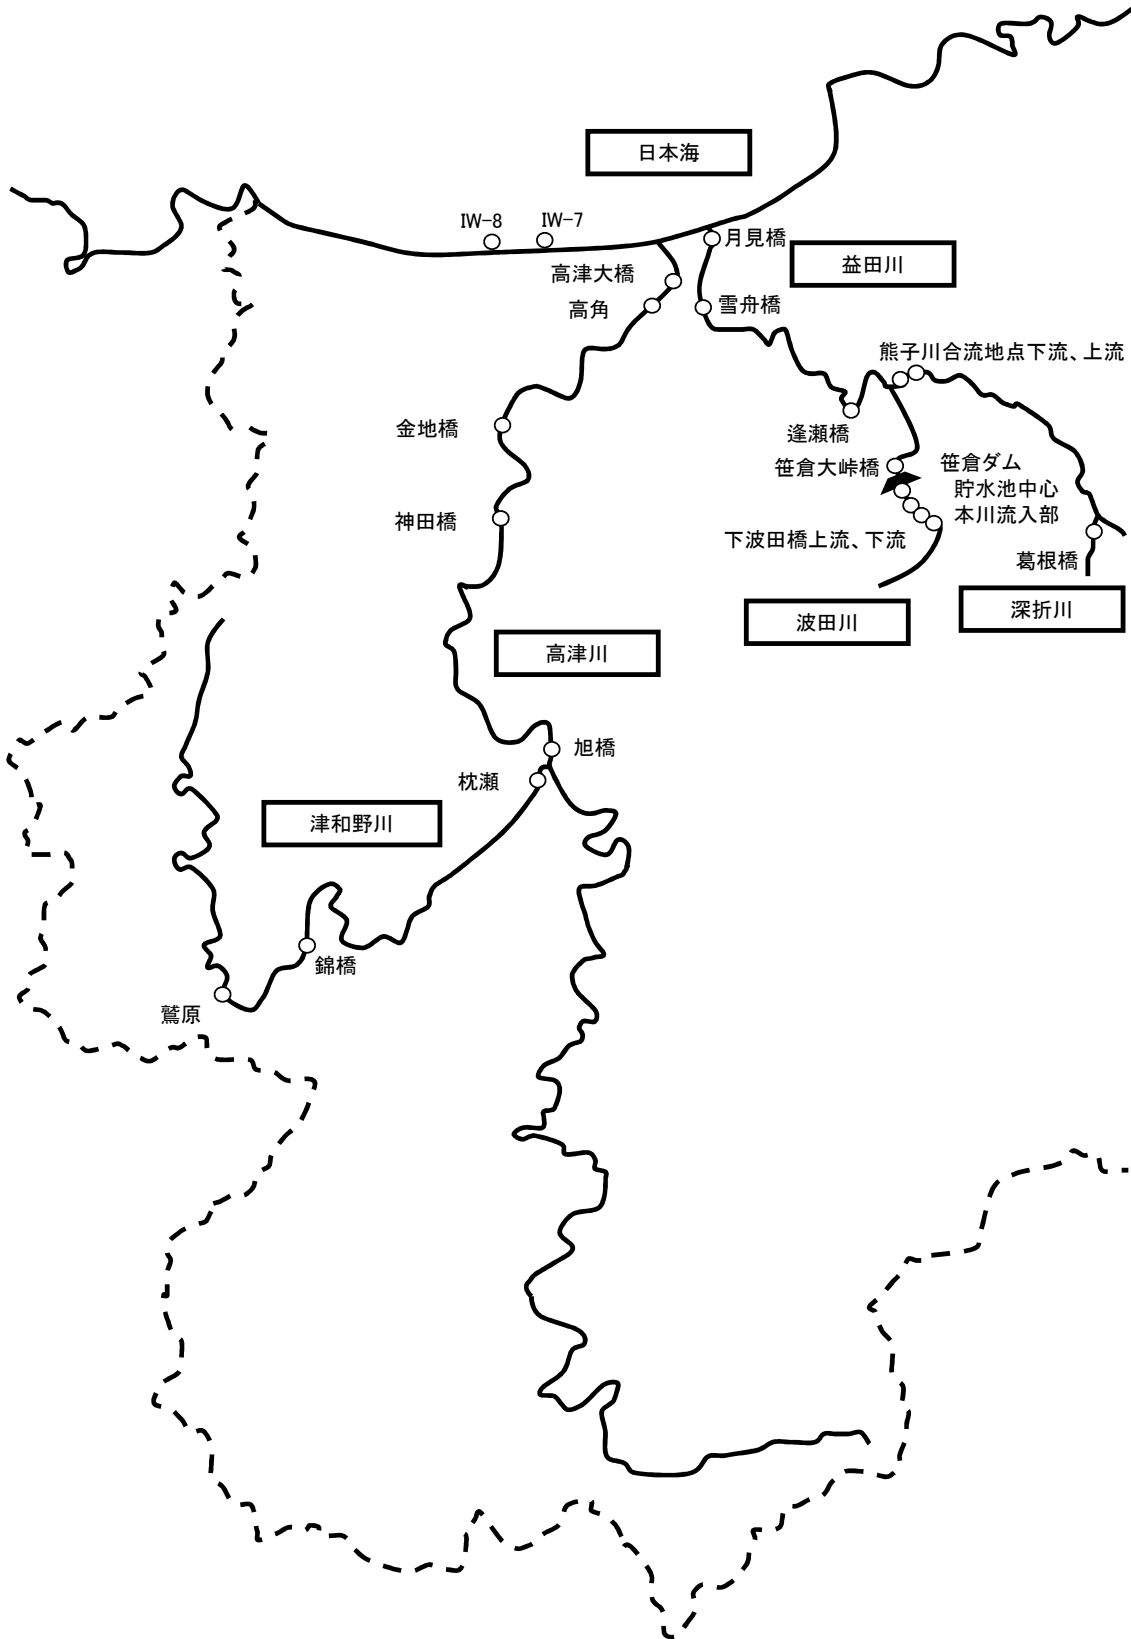 日本海
IW-8
IW-7
月見橋
益田川
高津大橋
高角
雪舟橋
熊子川合流地点下流、上流
金地橋
逢瀬橋
笹倉大峠橋
笹倉ダム
貯水池中心
本川流入部
神田橋
下波田橋上流、下流
葛根橋
波田川
深折川
高津川
旭橋
枕瀬
津和野川
錦橋
鷲原